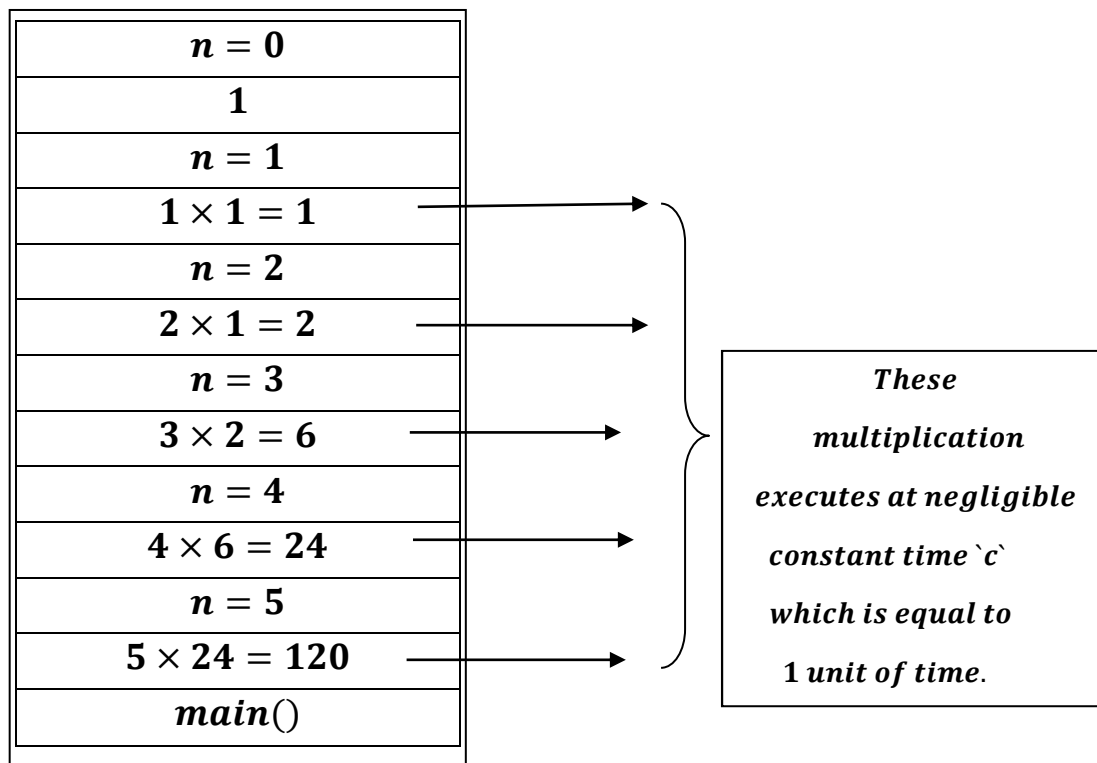 n = 0
1
n = 1
1 × 1 = 1
n = 2
2 × 1 = 2
n = 3
3 × 2 = 6
n = 4
4 × 6 = 24
n = 5
5 × 24 = 120
main()
These
multiplication
executes at negligible
constant time `c`
which is equal to
1 unit of time.